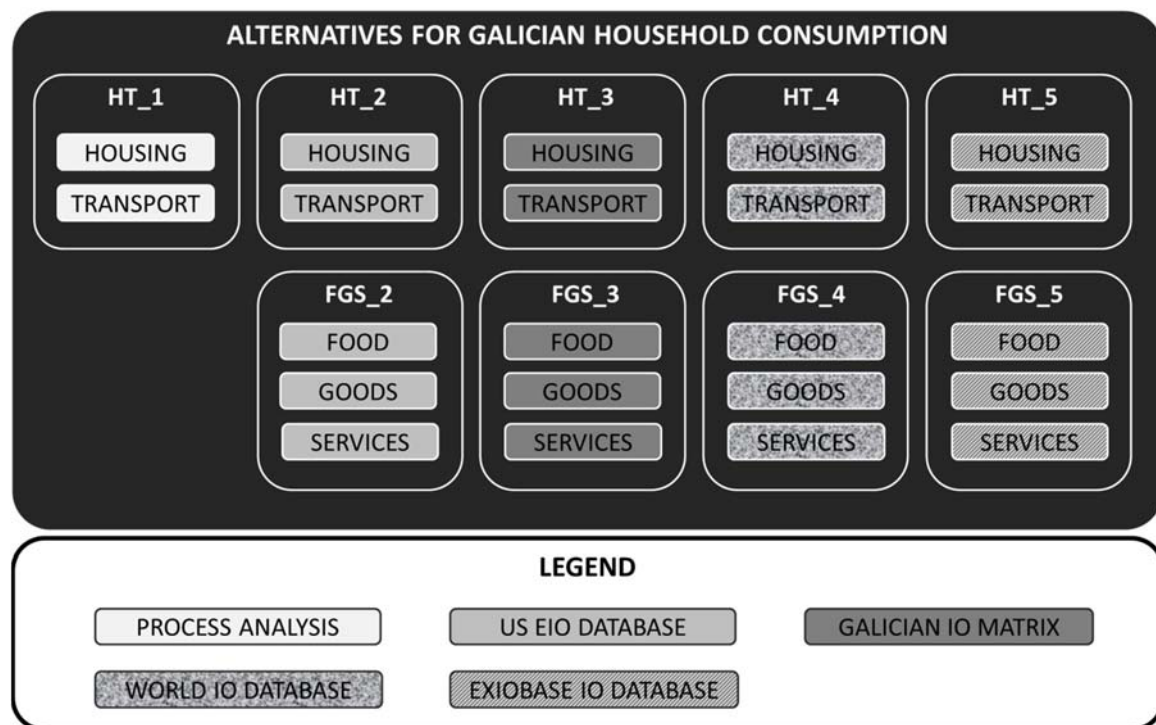 ALTERNATIVES FOR GALICIAN HOUSEHOLD CONSUMPTION
HT_1
HOUSING
TRANSPORT
HT_2
HOUSING
TRANSPORT
HT_3
HOUSING
TRANSPORT
HT_4
HOUSING
TRANSPORT
HT_5
HOUSING
TRANSPORT
FGS_2
FOOD
GOODS
SERVICES
FGS_3
FOOD
GOODS
SERVICES
FGS_4
FOOD
GOODS
SERVICES
FGS_5
FOOD
GOODS
SERVICES
LEGEND
PROCESS ANALYSIS
US EIO DATABASE
GALICIAN IO MATRIX
WORLD IO DATABASE
EXIOBASE IO DATABASE